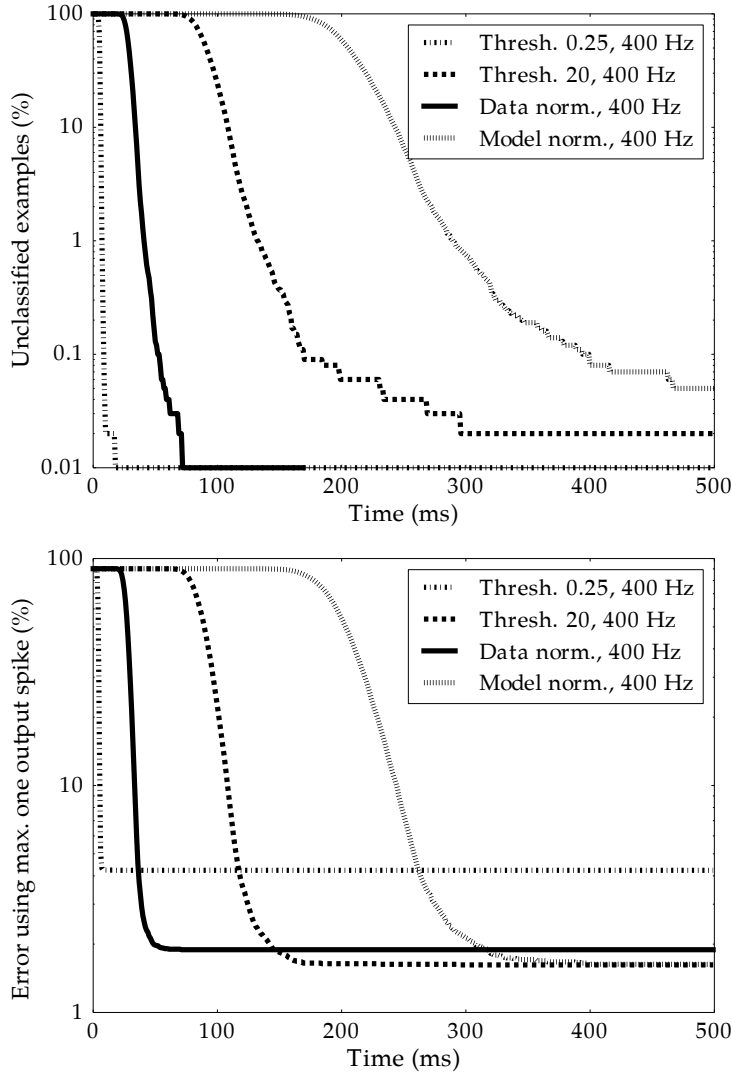 Unclassified examples (%)
100
10
1
0.1
0.01
Thresh. 0.25, 400 Hz
Thresh. 20, 400 Hz
Data norm., 400 Hz
Model norm., 400 Hz
0 100 200 300 400 500
Time (ms)
Error using max. one output spike (%)
100
10
1
Thresh. 0.25, 400 Hz
Thresh. 20, 400 Hz
Data norm., 400 Hz
Model norm., 400 Hz
0 100 200 300 400 500
Time (ms)